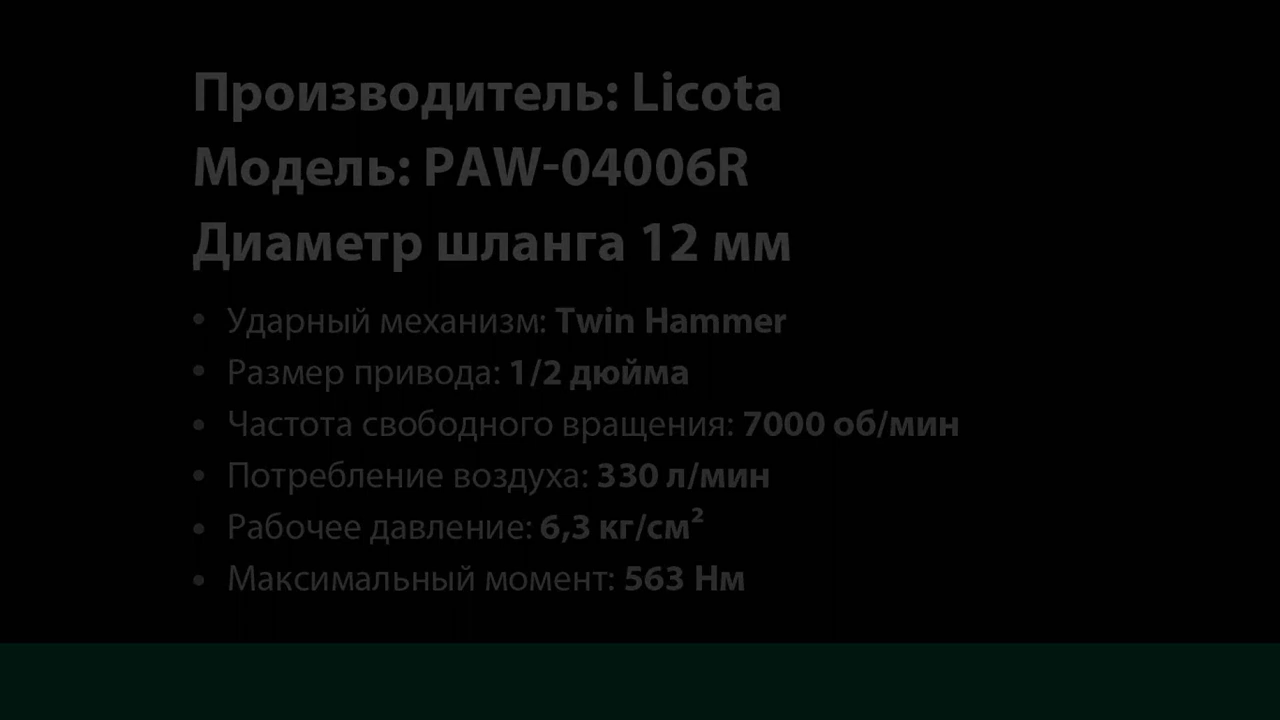 Производитель: Licota
Модель: PAW-04006R
Диаметр шланга 12 мм
• Ударный механизм: Twin Hammer
• Размер привода: 1/2 дюйма
• Частота свободного вращения: 7000 об/мин
• Потребление воздуха: 330 л/мин
• Рабочее давление: 6,3 кг/см²
• Максимальный момент: 563 Нм